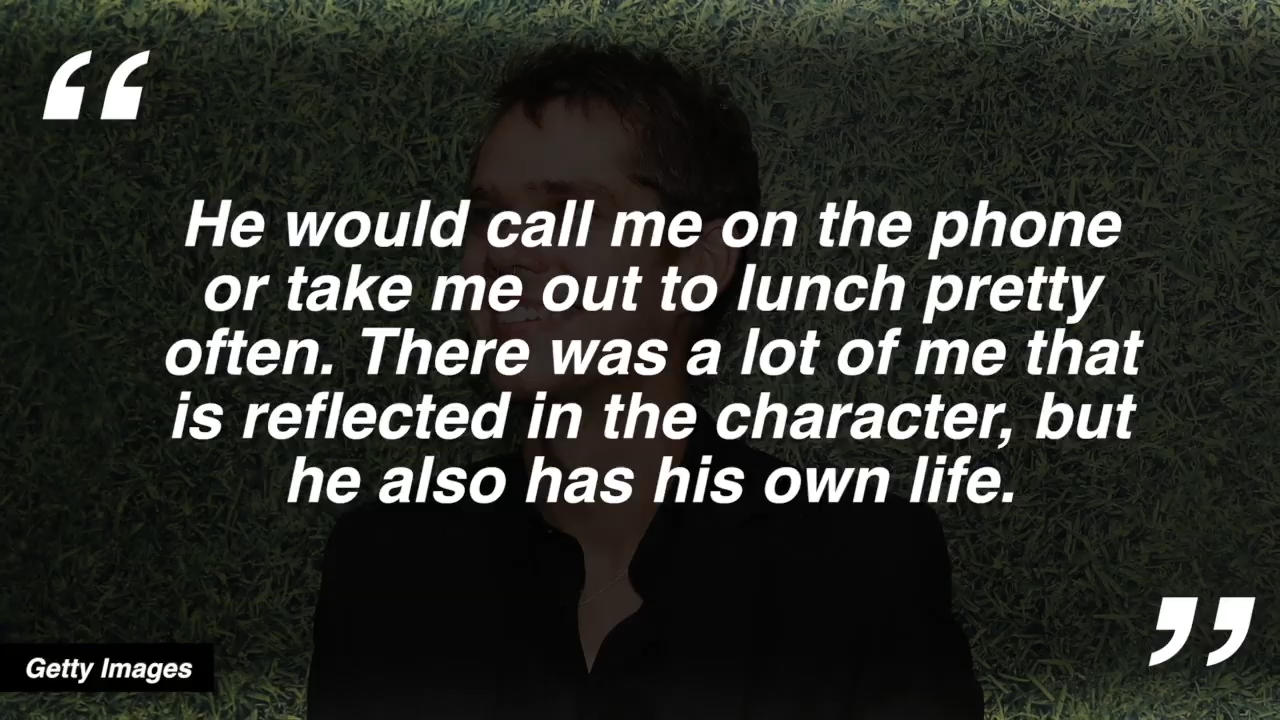 “
He would call me on the phone
or take me out to lunch pretty
often. There was a lot of me that
is reflected in the character, but
he also has his own life.
”
Getty Images